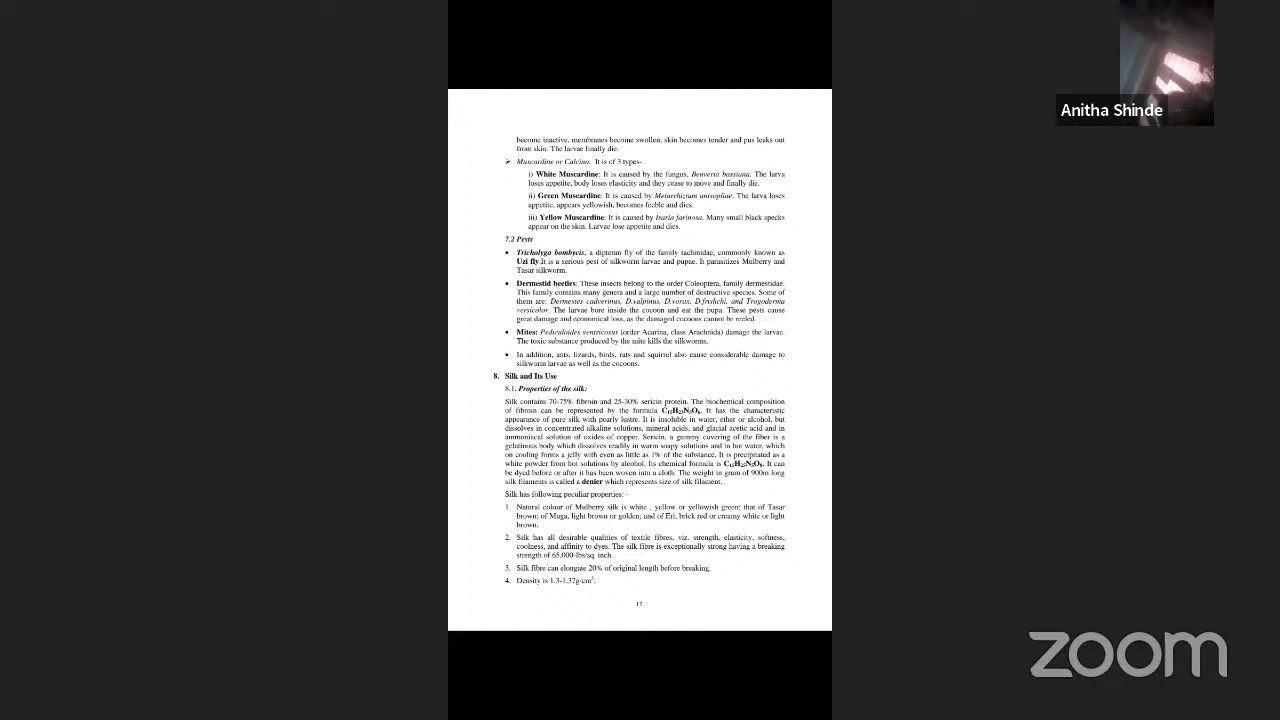 Anitha Shinde
become inactive, membranes become swollen, skin becomes tender and pus leaks out
from skin. The larvae finally die.
➢ Muscardine or Calcino: It is of 3 types-
i) White Muscardine: It is caused by the fungus, Beuveria bassiana. The larva
loses appetite, body loses elasticity and they cease to move and finally die.
ii) Green Muscardine: It is caused by Metarrhizium anisopliae. The larva loses
appetite, appears yellowish, becomes feeble and dies.
iii) Yellow Muscardine: It is caused by Isaria farinosa. Many small black specks
appear on the skin. Larvae lose appetite and dies.
7.2 Pests
• Tricholyga bombycis, a dipteran fly of the family tachinidae, commonly known as
Uzi fly.It is a serious pest of silkworm larvae and pupae. It parasitizes Mulberry and
Tasar silkworm.
• Dermestid beetles: These insects belong to the order Coleoptera, family dermestidae.
This family contains many genera and a large number of destructive species. Some of
them are: Dermestes cadverinus, D.valpinus, D.vorax, D.frishchi, and Trogoderma
versicolor. The larvae bore inside the cocoon and eat the pupa. These pests cause
great damage and economical loss, as the damaged cocoons cannot be reeled.
• Mites: Pediculoides ventricosus (order Acarina, class Arachnida) damage the larvae.
The toxic substance produced by the mite kills the silkworms.
• In addition, ants, lizards, birds, rats and squirrel also cause considerable damage to
silkworm larvae as well as the cocoons.
8. Silk and Its Use
8.1. Properties of the silk:
Silk contains 70-75% fibroin and 25-30% sericin protein. The biochemical composition
of fibroin can be represented by the formula C₁₅H₂₃N₅O₆. It has the characteristic
appearance of pure silk with pearly lustre. It is insoluble in water, ether or alcohol, but
dissolves in concentrated alkaline solutions, mineral acids, and glacial acetic acid and in
ammoniacal solution of oxides of copper. Sericin, a gummy covering of the fiber is a
gelatinous body which dissolves readily in warm soapy solutions and in hot water, which
on cooling forms a jelly with even as little as 1% of the substance. It is precipitated as a
white powder from hot solutions by alcohol. Its chemical formula is C₁₅H₂₅N₅O₈. It can
be dyed before or after it has been woven into a cloth. The weight in gram of 900m long
silk filaments is called a denier which represents size of silk filament.
Silk has following peculiar properties: -
1. Natural colour of Mulberry silk is white , yellow or yellowish green; that of Tasar
brown; of Muga, light brown or golden; and of Eri, brick red or creamy white or light
brown.
2. Silk has all desirable qualities of textile fibres, viz. strength, elasticity, softness,
coolness, and affinity to dyes. The silk fibre is exceptionally strong having a breaking
strength of 65,000-lbs/sq. inch.
3. Silk fibre can elongate 20% of original length before breaking.
4. Density is 1.3-1.37g/cm³.
17
zoom